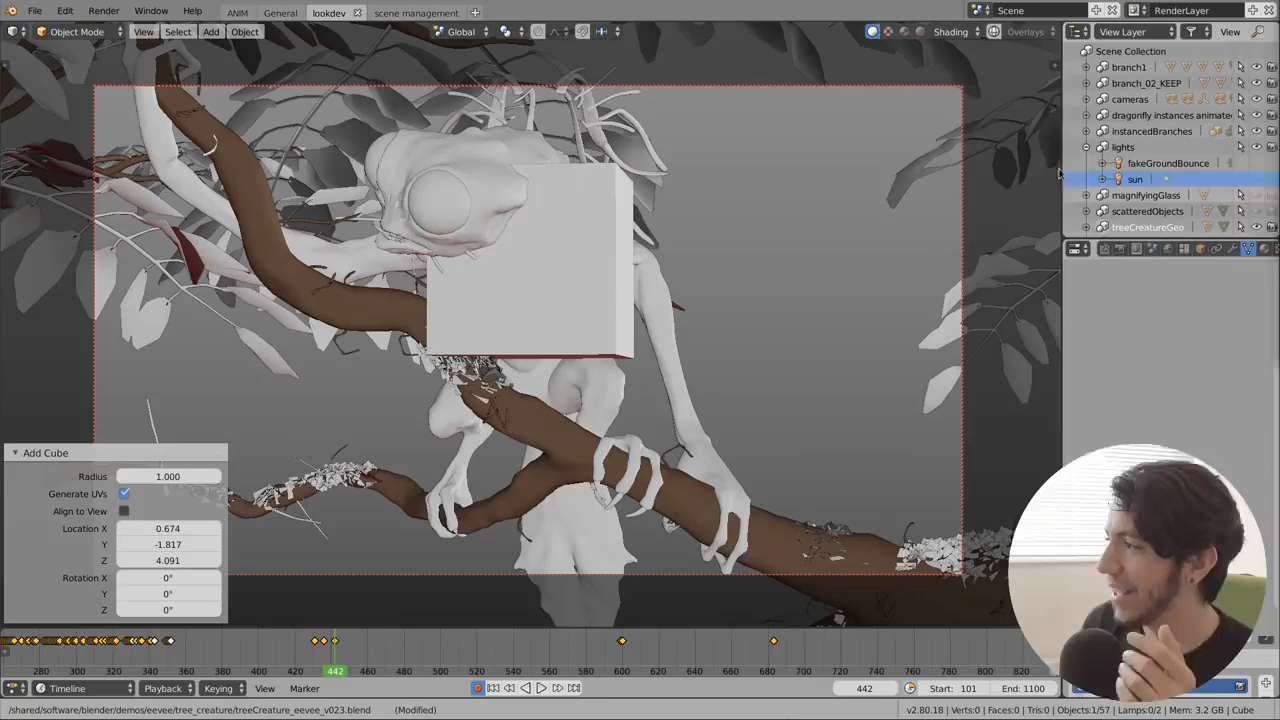 File Edit Render Window Help ANIM General lookdev scene management Scene RenderLayer
Object Mode View Select Add Object Global Shading Overlays View Layer View
Scene Collection
branch1
branch_02_KEEP
cameras
dragonfly instances animate
instancedBranches
lights
fakeGroundBounce
sun
magnifyingGlass
scatteredObjects
treeCreatureGeo
Add Cube
Radius 1.000
Generate UVs
Align to View
Location X 0.674
Y -1.817
Z 4.091
Rotation X 0°
Y 0°
Z 0°
280 300 320 340 360 380 400 420 442 460 480 500 520 540 560 580 600 620 640 660 680 700 720 740 760 780 800 820
Timeline Playback Keying View Marker 442 Start: 101 End: 1100
/shared/software/blender/demos/eevee/tree_creature/treeCreature_eevee_v023.blend (Modified) v2.80.18 | Verts:0 | Faces:0 | Tris:0 | Objects:1/57 | Lamps:0/2 | Mem: 3.2 GB | Cube